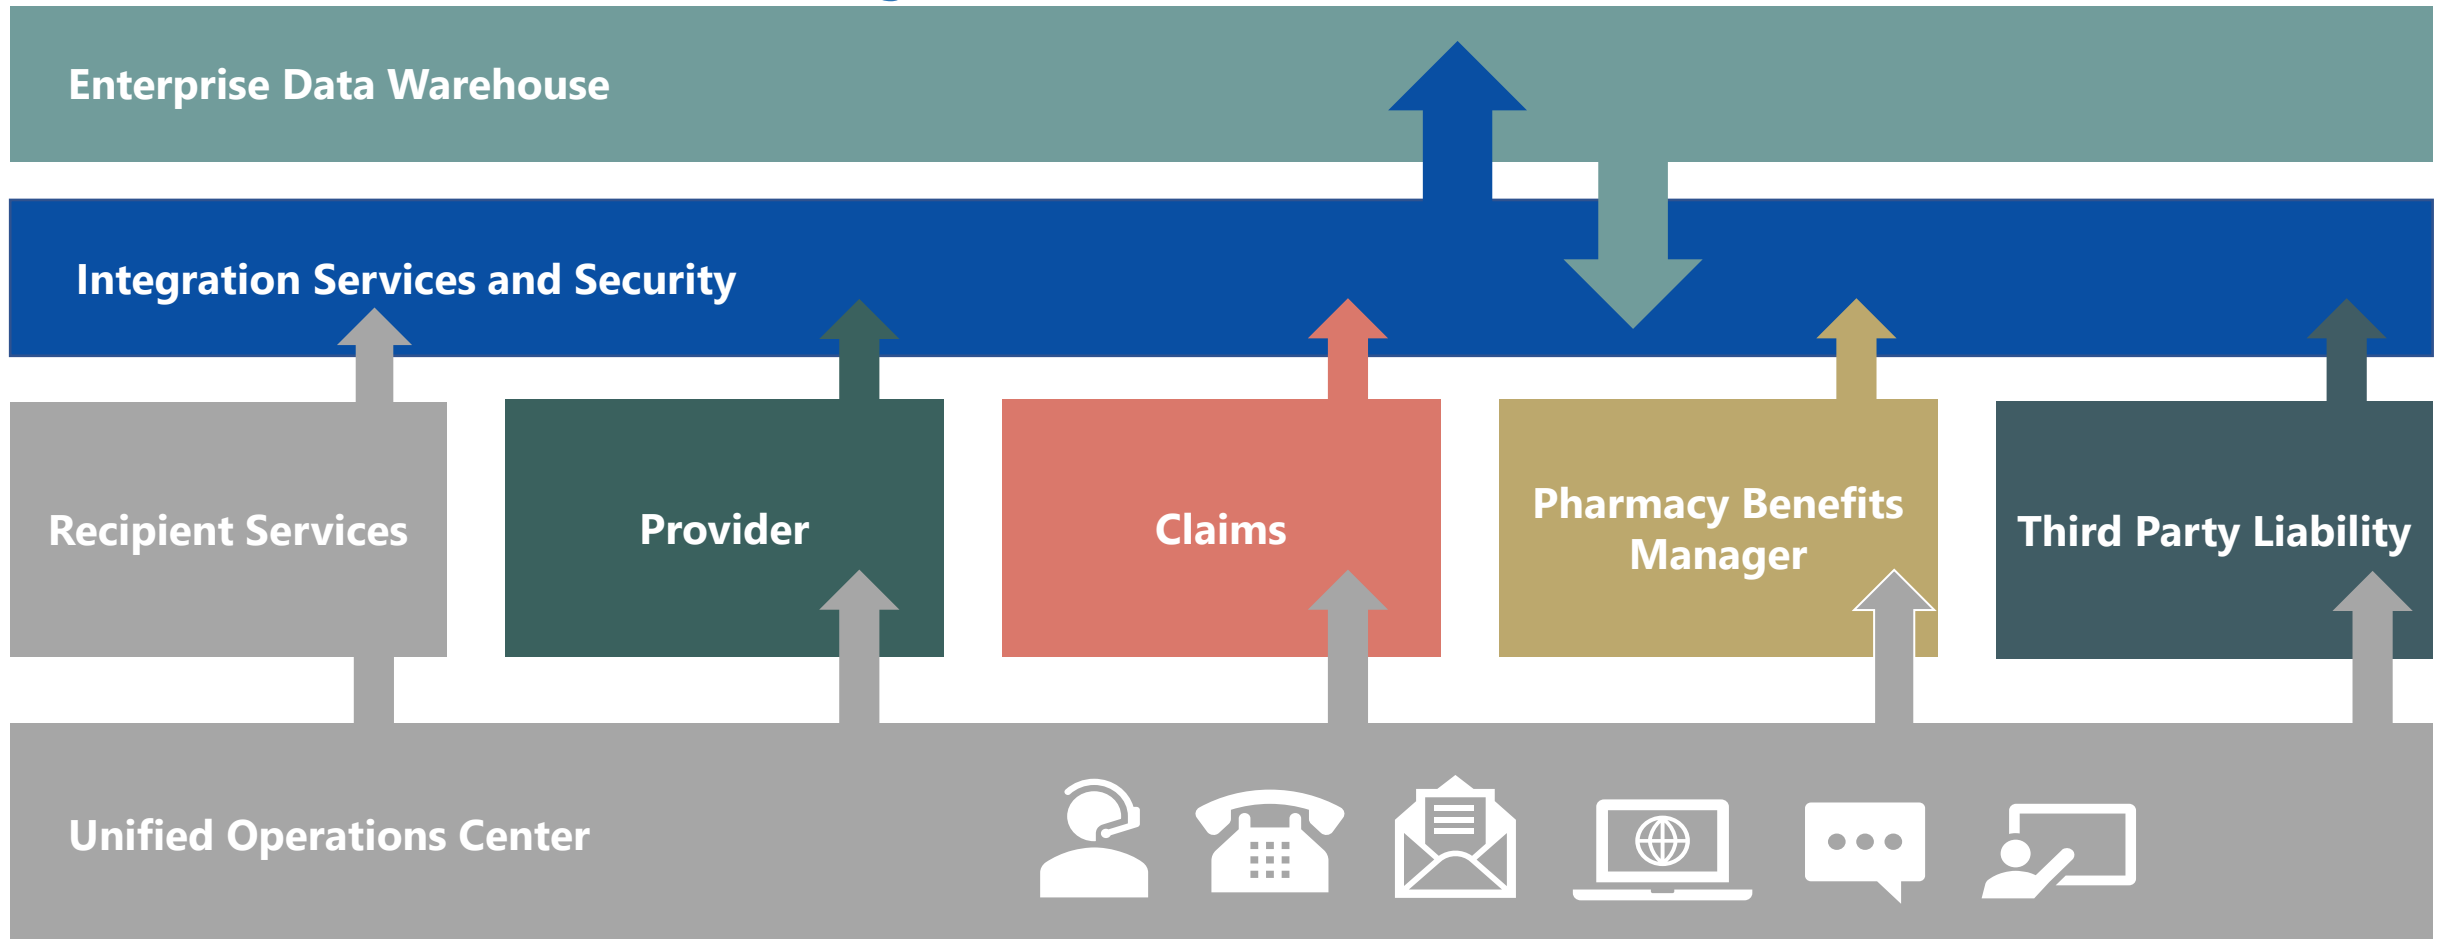 Enterprise Data Warehouse
Integration Services and Security
Recipient Services
Provider
Claims
Pharmacy Benefits
Manager
Third Party Liability
Unified Operations Center